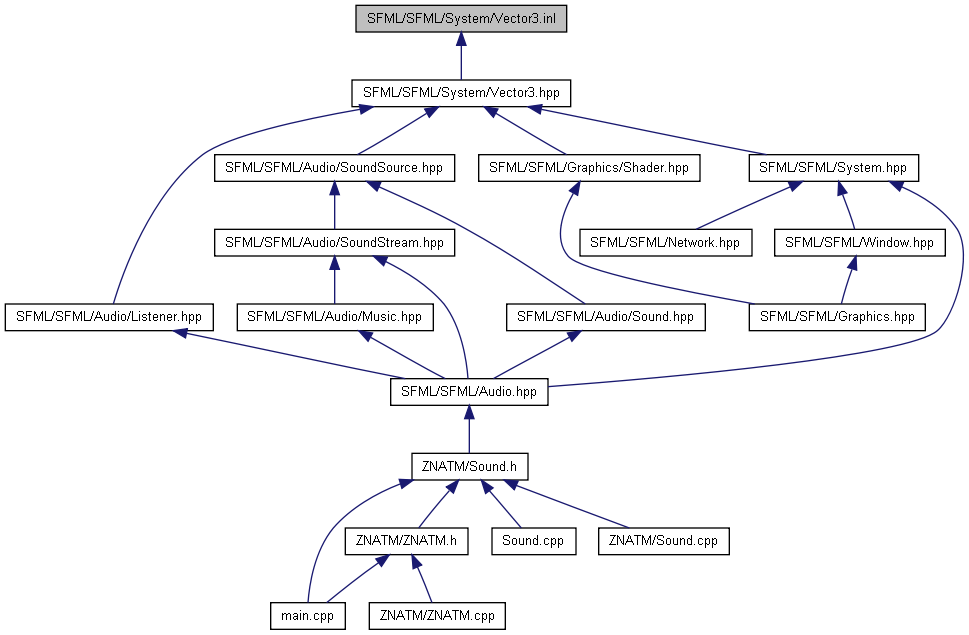 SFML/SFML/System/Vector3.inl
SFML/SFML/System/Vector3.hpp
SFML/SFML/Audio/SoundSource.hpp
SFML/SFML/Graphics/Shader.hpp
SFML/SFML/System.hpp
SFML/SFML/Audio/SoundStream.hpp
SFML/SFML/Network.hpp
SFML/SFML/Window.hpp
SFML/SFML/Audio/Listener.hpp
SFML/SFML/Audio/Music.hpp
SFML/SFML/Audio/Sound.hpp
SFML/SFML/Graphics.hpp
SFML/SFML/Audio.hpp
ZNATM/Sound.h
ZNATM/ZNATM.h
Sound.cpp
ZNATM/Sound.cpp
main.cpp
ZNATM/ZNATM.cpp